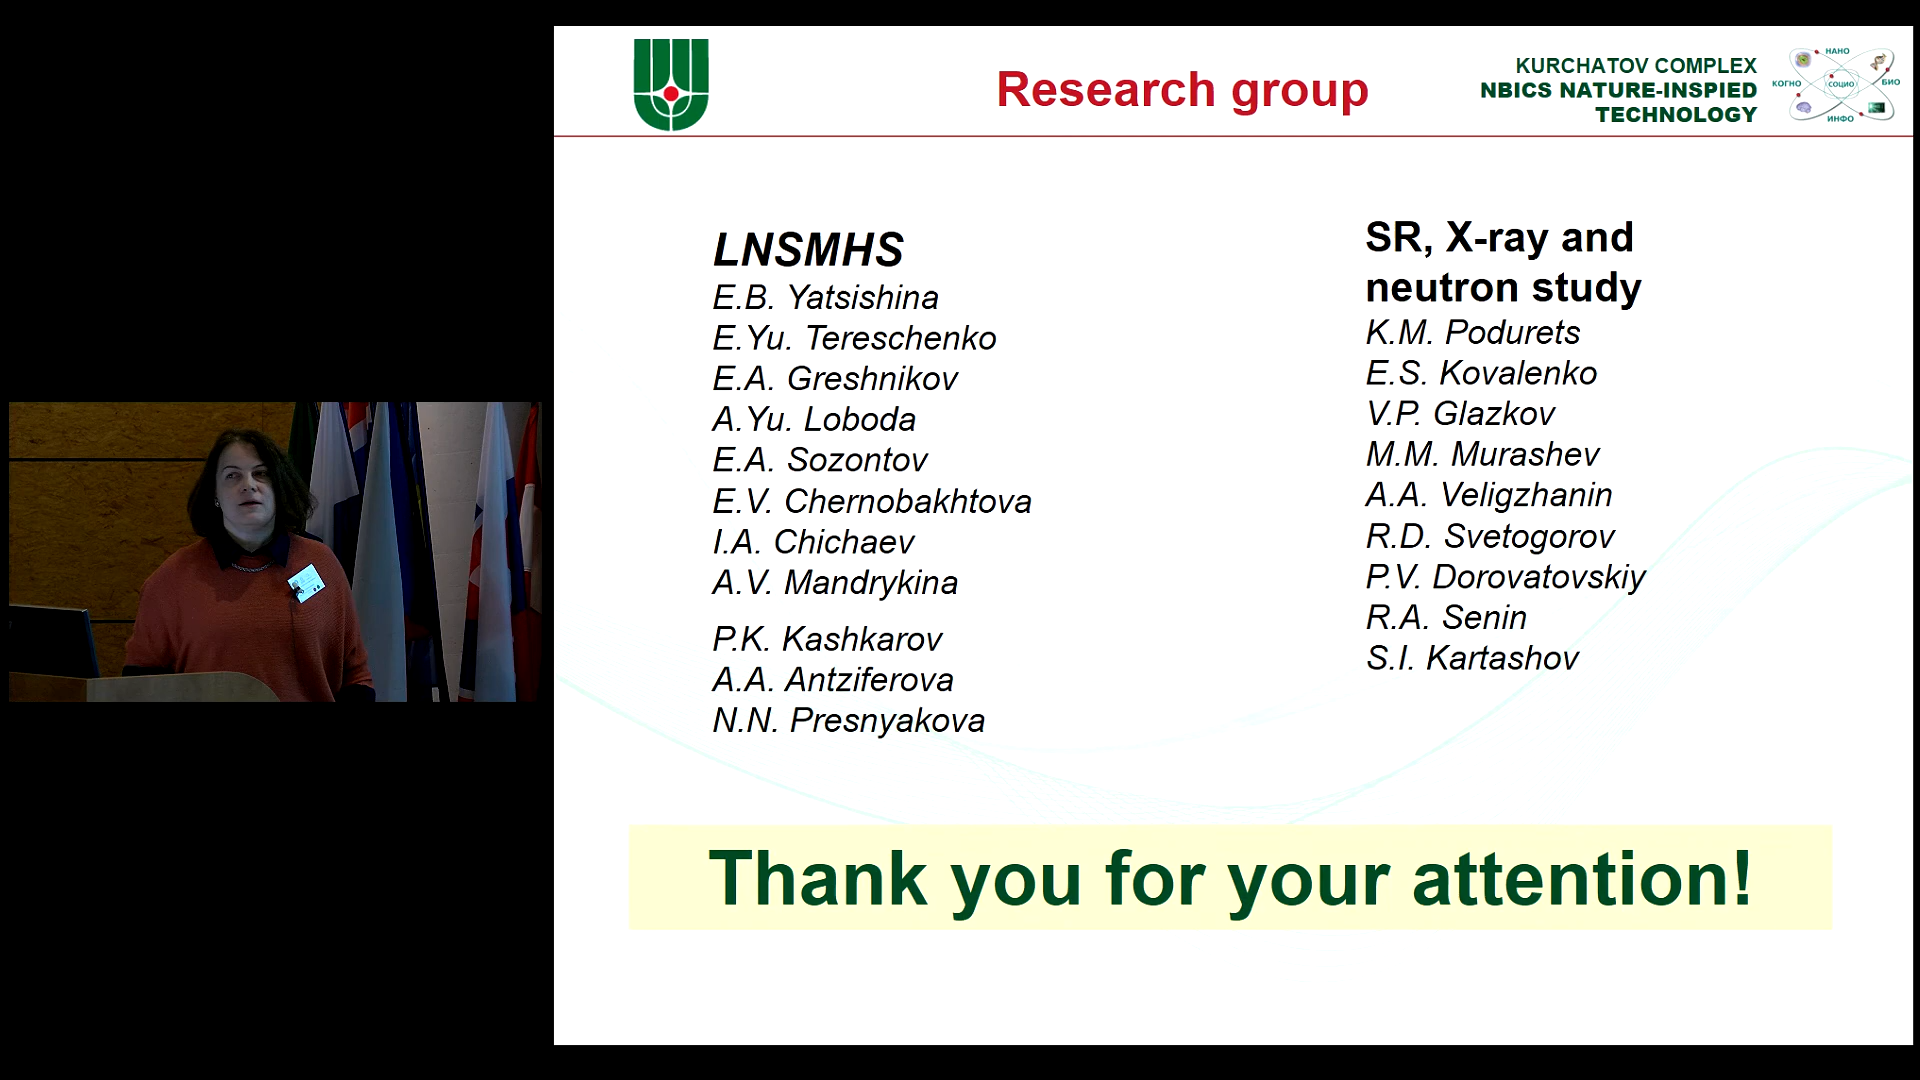 Research group
KURCHATOV COMPLEX
NBICS NATURE-INSPIED
TECHNOLOGY
НАНО
КОГНО
СОЦИО
БИО
ИНФО
LNSMHS
E.B. Yatsishina
E.Yu. Tereschenko
E.A. Greshnikov
A.Yu. Loboda
E.A. Sozontov
E.V. Chernobakhtova
I.A. Chichaev
A.V. Mandrykina
P.K. Kashkarov
A.A. Antziferova
N.N. Presnyakova
SR, X-ray and
neutron study
K.M. Podurets
E.S. Kovalenko
V.P. Glazkov
M.M. Murashev
A.A. Veligzhanin
R.D. Svetogorov
P.V. Dorovatovskiy
R.A. Senin
S.I. Kartashov
Thank you for your attention!